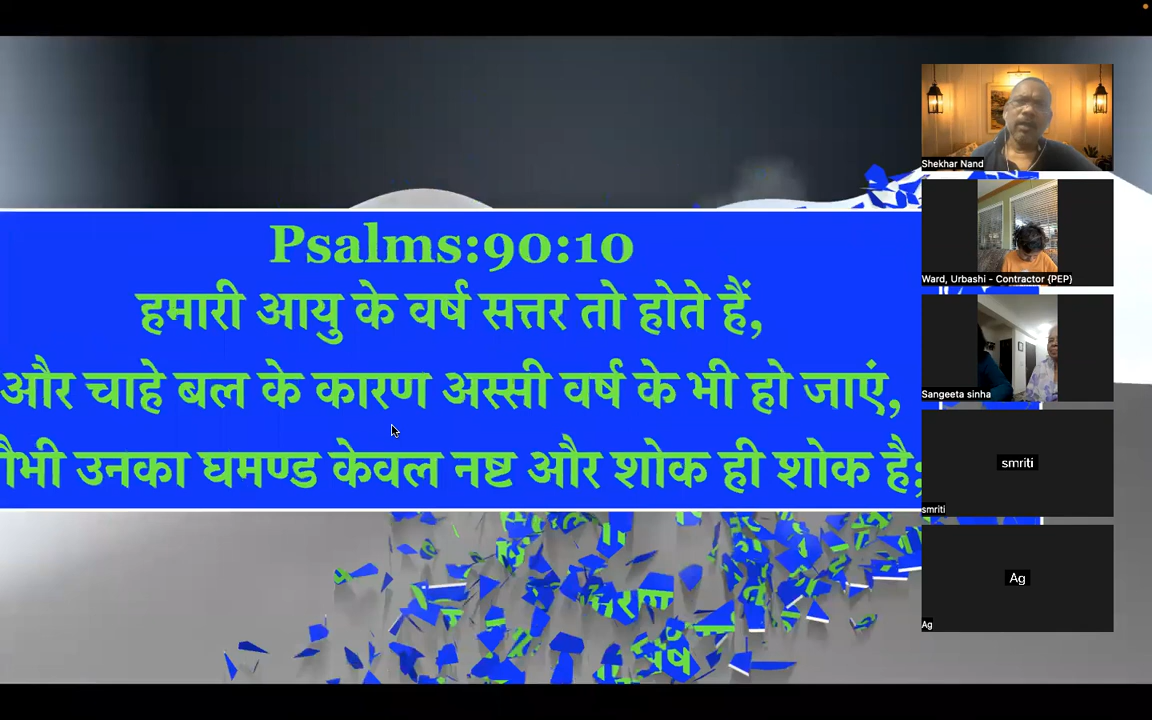 Psalms:90:10
हमारी आयु के वर्ष सत्तर तो होते हैं,
और चाहे बल के कारण अस्सी वर्ष के भी हो जाएं,
उनका घमण्ड केवल नष्ट और शोक ही शोक है;
Shekhar Nand
Ward, Urbashi - Contractor {PEP}
Sangeeta sinha
smriti
smriti
Ag
Ag